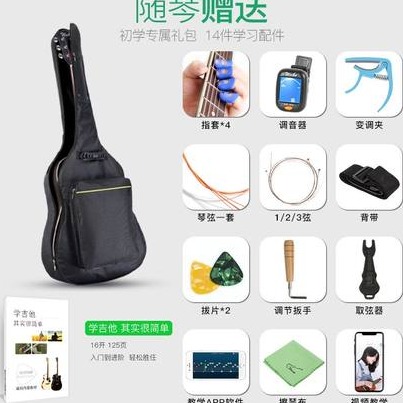 随琴赠送
初学专属礼包 14件学习配件
指套*4
调音器
变调夹
琴弦一套
1/2/3弦
背带
拨片*2
调节扳手
取弦器
教学APP软件
擦琴布
视频教学
学吉他
其实很简单
学吉他 其实很简单
16开 125页
入门到进阶 轻松胜任